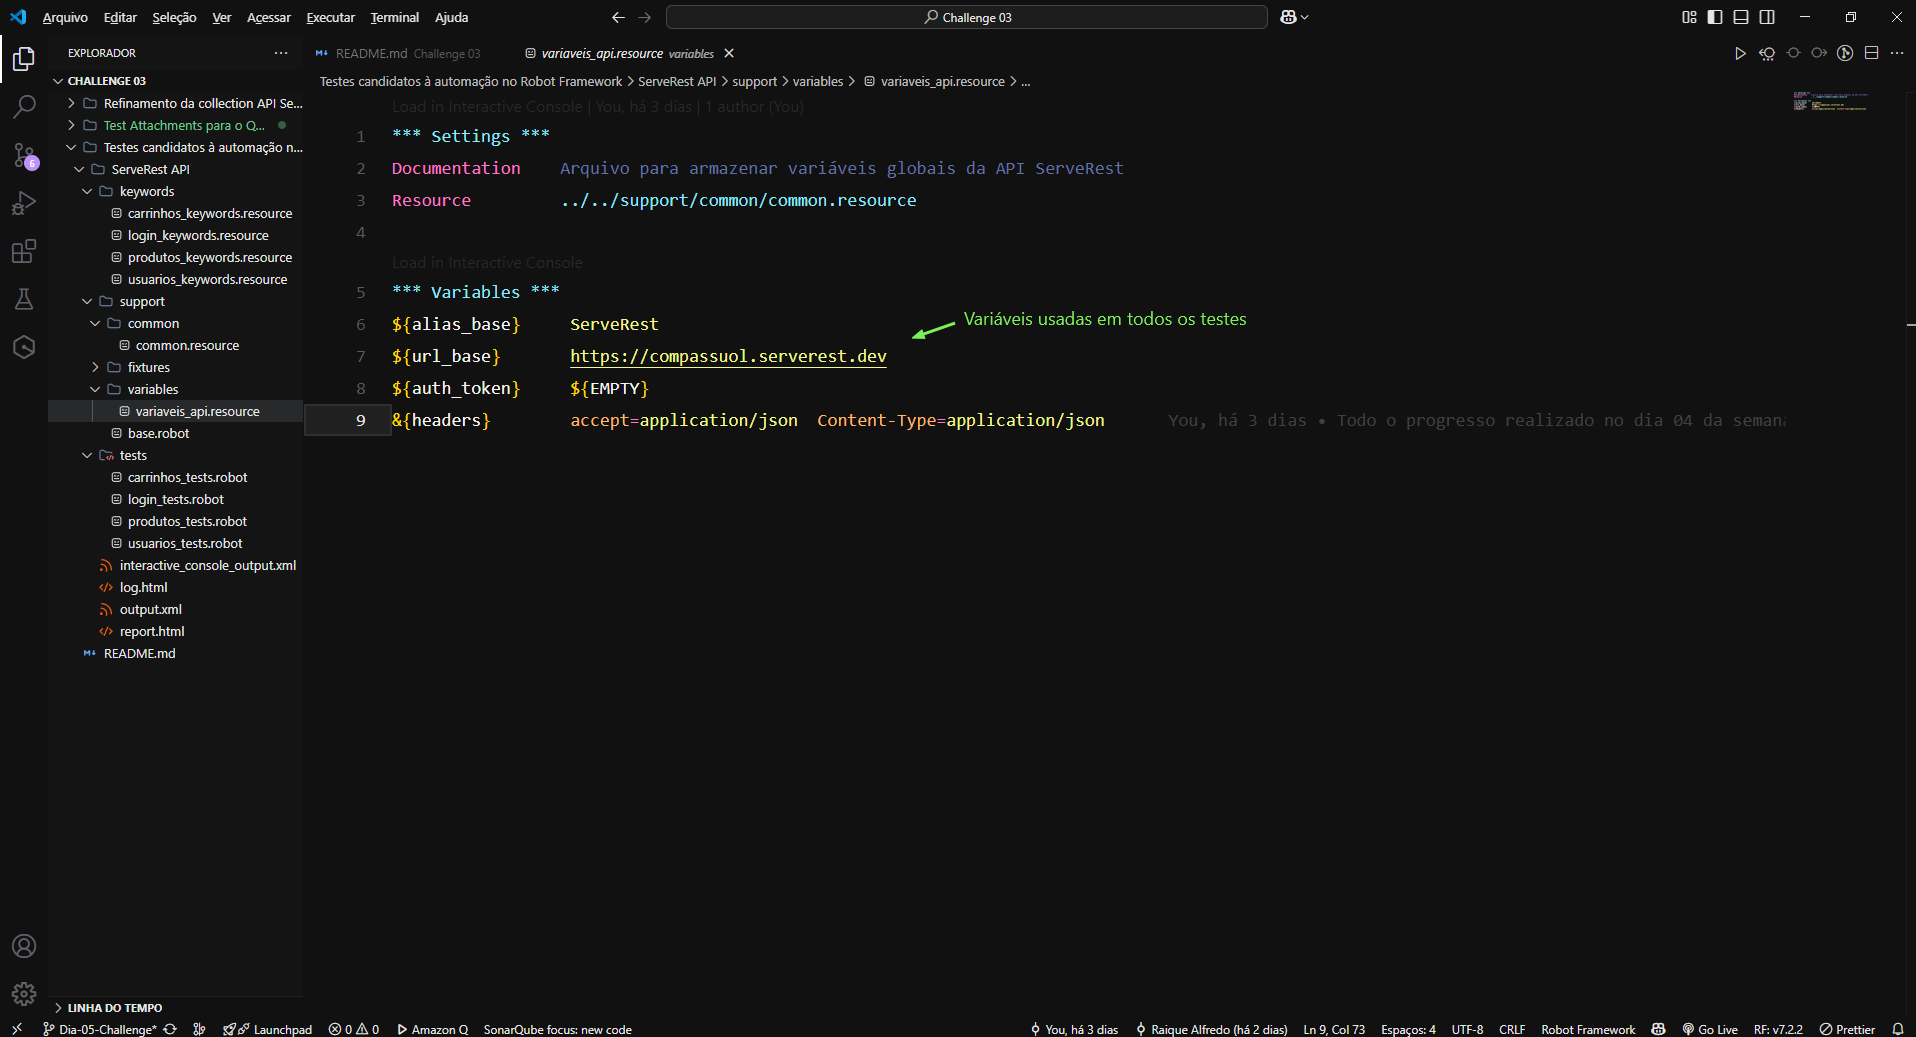 Arquivo Editar Seleção Ver Acessar Executar Terminal Ajuda
Challenge 03
EXPLORADOR
CHALLENGE 03
Refinamento da collection API Se...
Test Attachments para o Q...
Testes candidatos à automação n...
ServeRest API
keywords
carrinhos_keywords.resource
login_keywords.resource
produtos_keywords.resource
usuarios_keywords.resource
support
common
common.resource
fixtures
variables
variaveis_api.resource
base.robot
tests
carrinhos_tests.robot
login_tests.robot
produtos_tests.robot
usuarios_tests.robot
interactive_console_output.xml
log.html
output.xml
report.html
README.md
LINHA DO TEMPO
6
README.md Challenge 03
variaveis_api.resource variables
Testes candidatos à automação no Robot Framework > ServeRest API > support > variables > variaveis_api.resource > ...
Load in Interactive Console | You, há 3 dias | 1 author (You)
1 *** Settings ***
2 Documentation Arquivo para armazenar variáveis globais da API ServeRest
3 Resource ../../support/common/common.resource
4
Load in Interactive Console
5 *** Variables ***
6 ${alias_base} ServeRest
Variáveis usadas em todos os testes
7 ${url_base} https://compassuol.serverest.dev
8 ${auth_token} ${EMPTY}
9 &{headers} accept=application/json Content-Type=application/json You, há 3 dias • Todo o progresso realizado no dia 04 da semana
Dia-05-Challenge* Launchpad 0 0 Amazon Q SonarQube focus: new code You, há 3 dias Raique Alfredo (há 2 dias) Ln 9, Col 73 Espaços: 4 UTF-8 CRLF Robot Framework Go Live RF: v7.2.2 Prettier